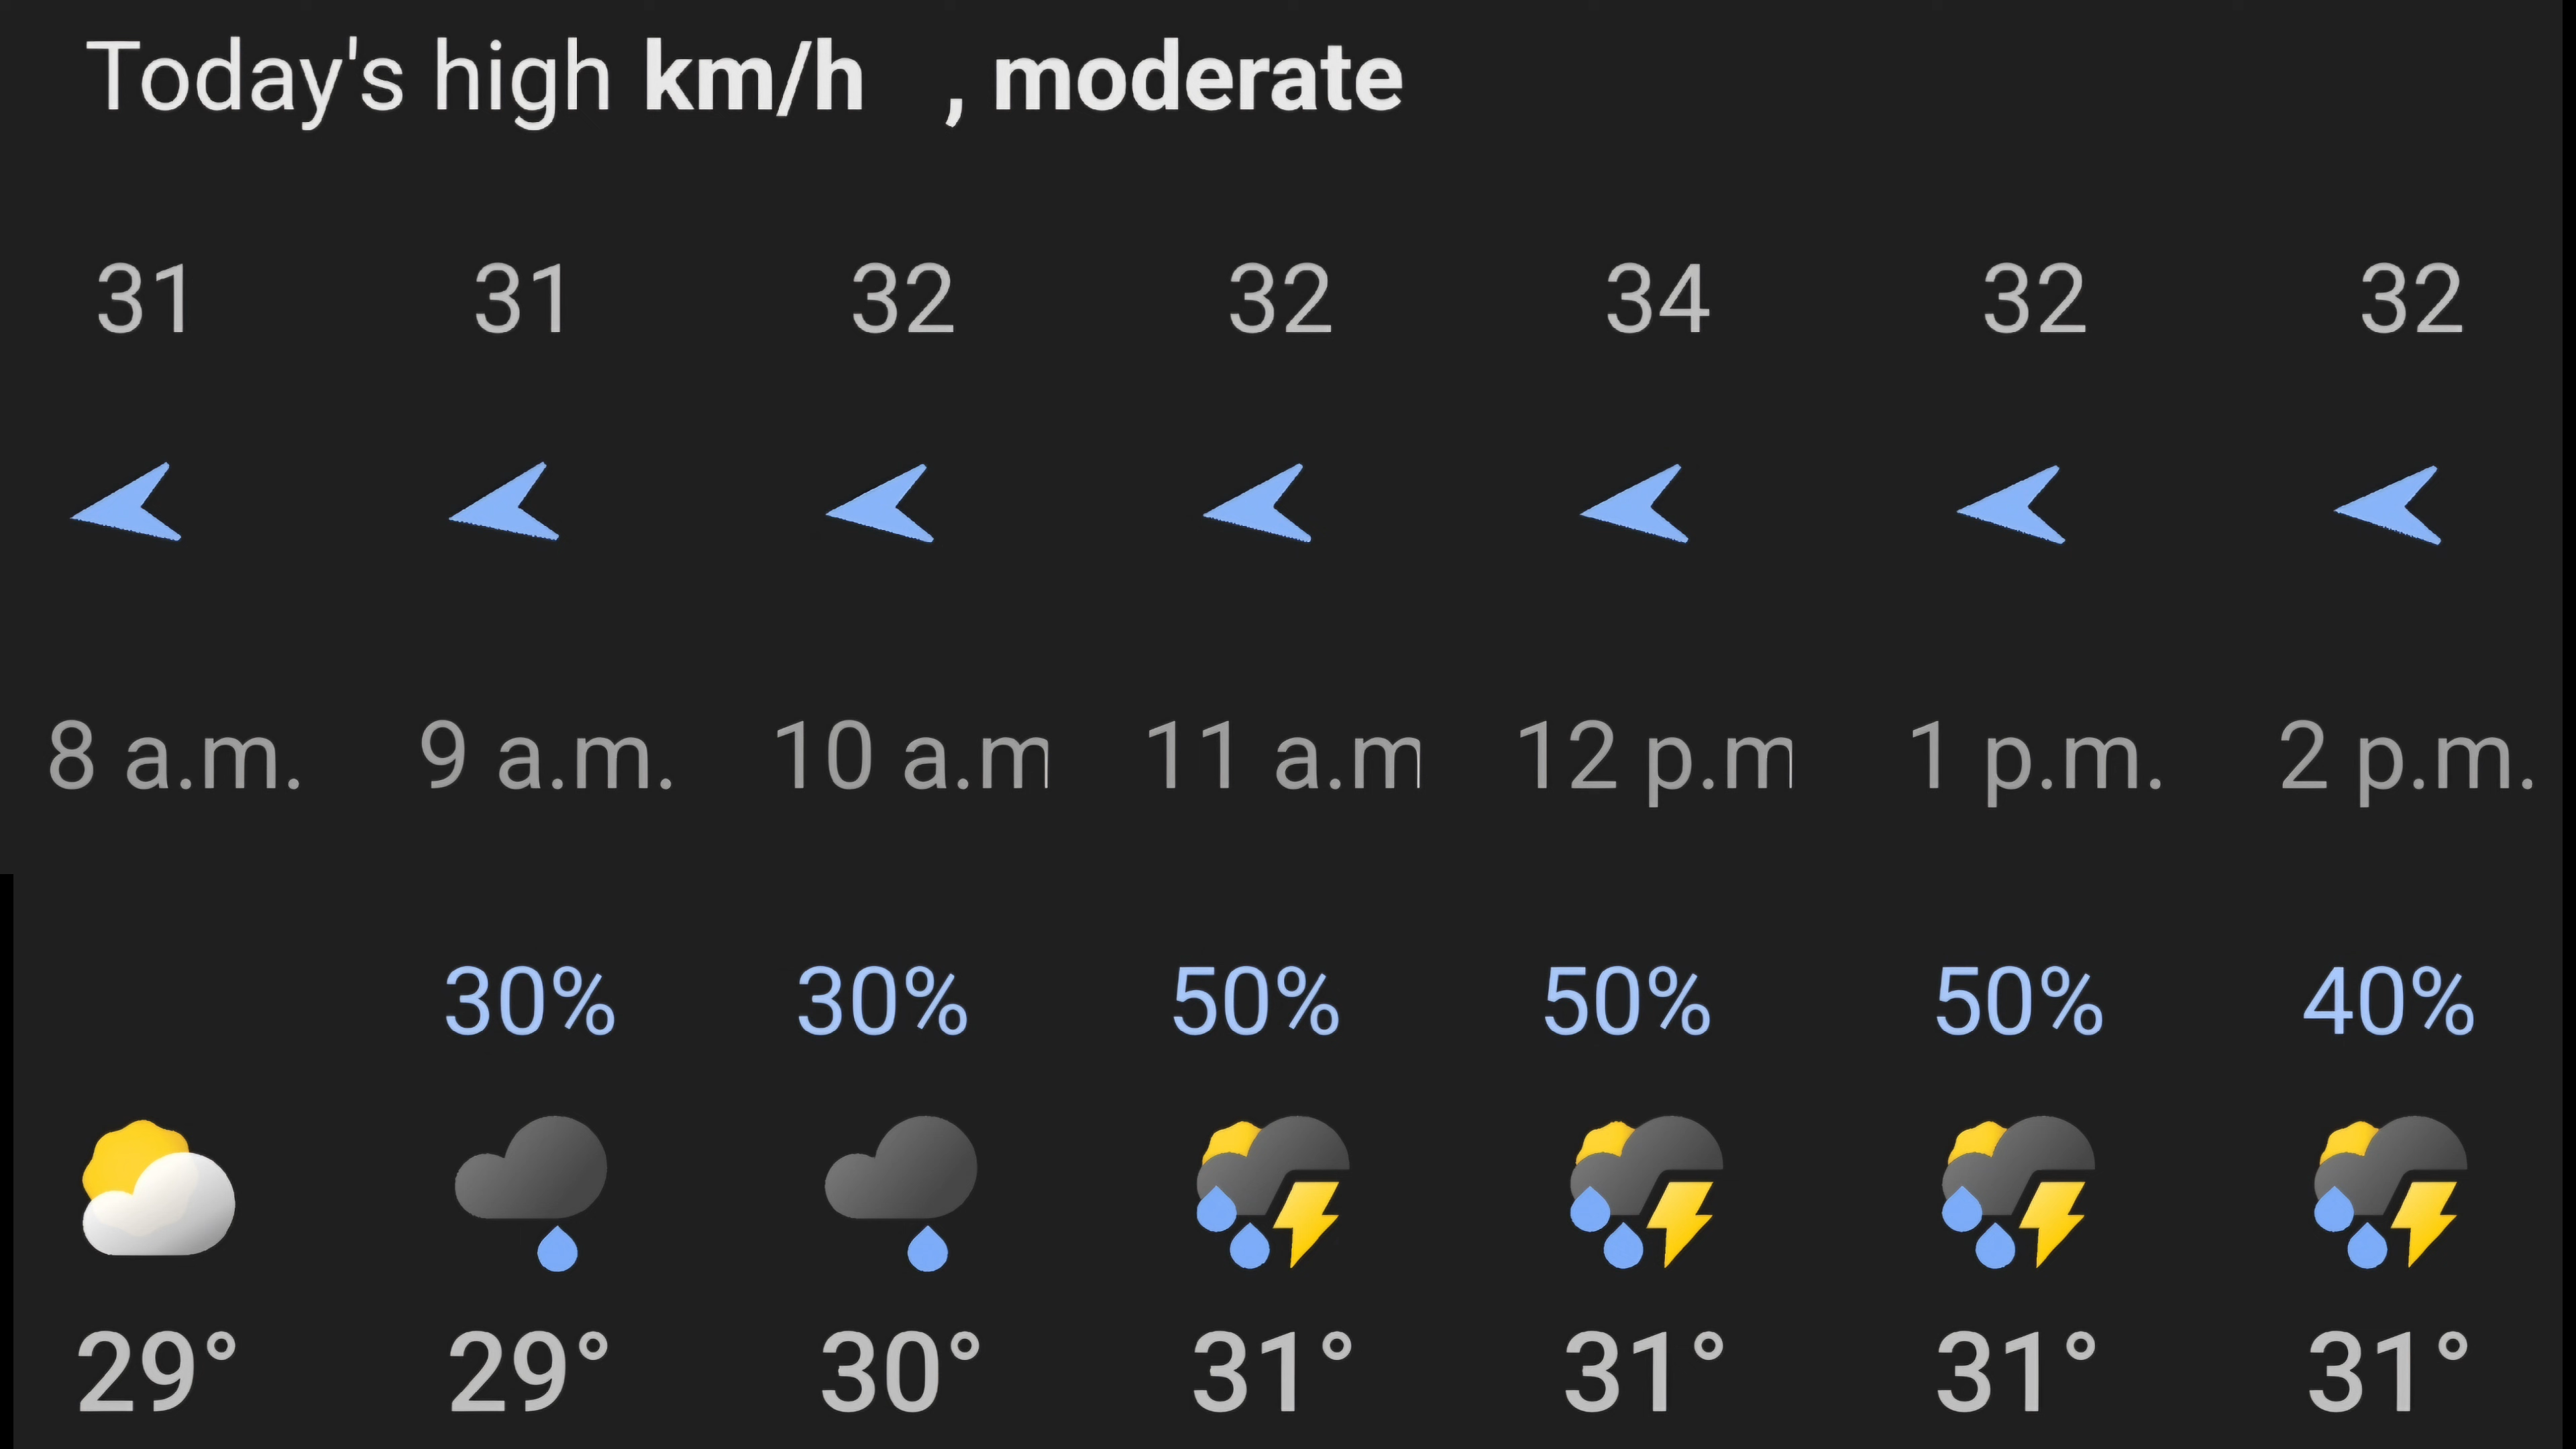 Today's high km/h , moderate
31 31 32 32 34 32 32
8 a.m. 9 a.m. 10 a.m 11 a.m 12 p.m 1 p.m. 2 p.m.
30% 30% 50% 50% 50% 40%
29° 29° 30° 31° 31° 31° 31°